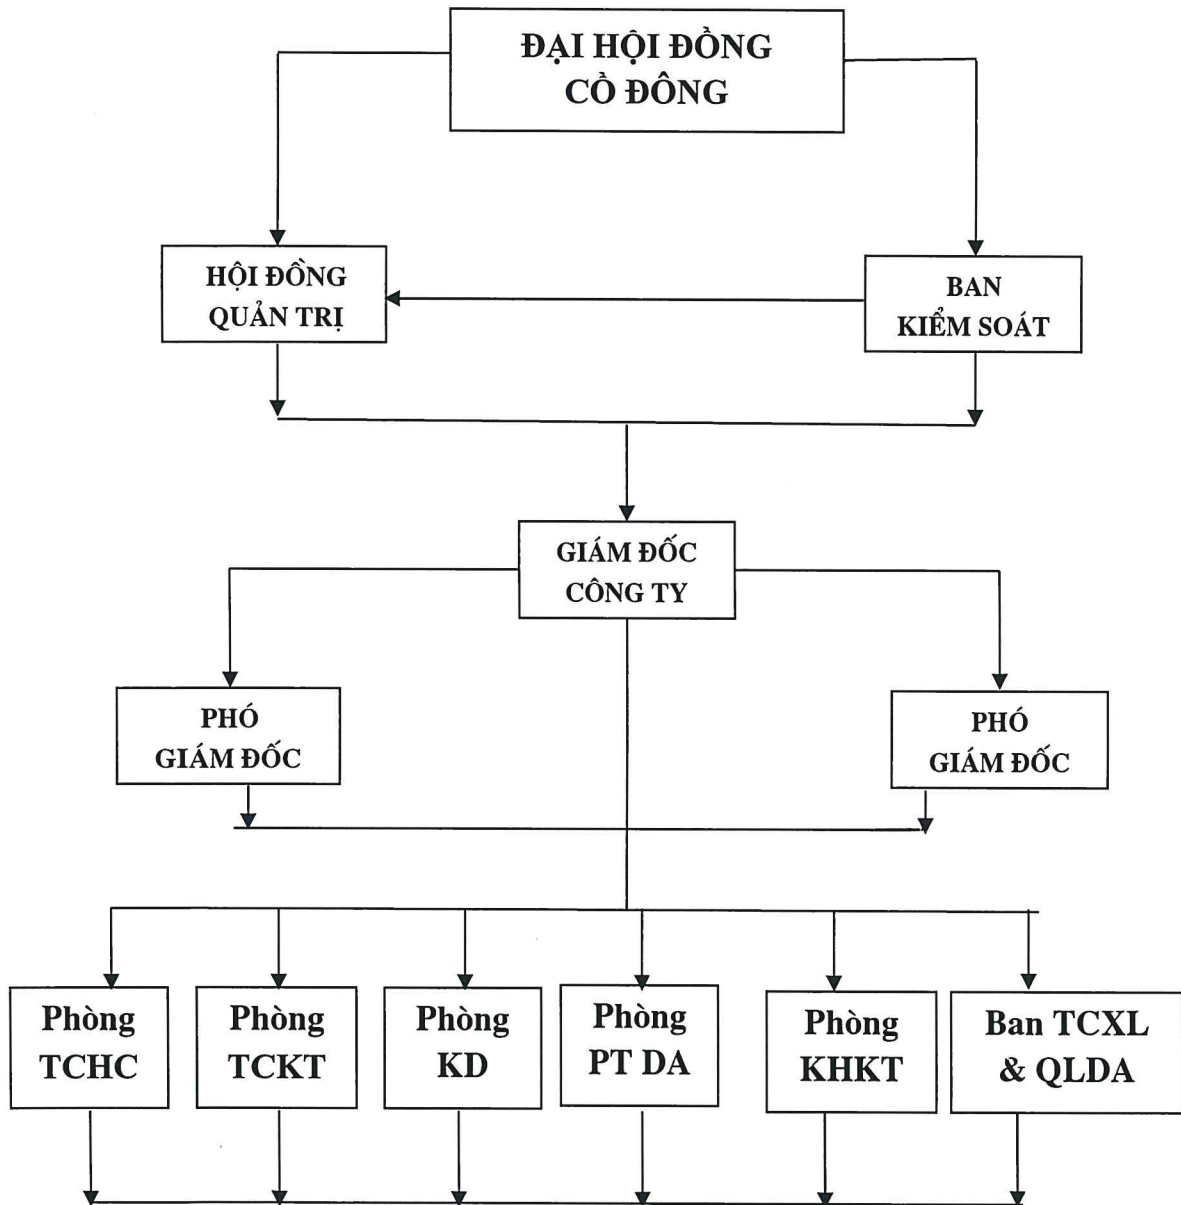 ĐẠI HỘI ĐỒNG
CỔ ĐÔNG
HỘI ĐỒNG
QUẢN TRỊ
BAN
KIỂM SOÁT
GIÁM ĐỐC
CÔNG TY
PHÓ
GIÁM ĐỐC
PHÓ
GIÁM ĐỐC
Phòng
TCHC
Phòng
TCKT
Phòng
KD
Phòng
PT DA
Phòng
KHKT
Ban TCXL
& QLDA